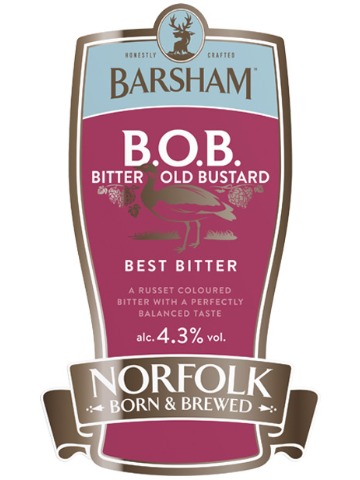 HONESTLY CRAFTED
BARSHAM™
B.O.B.
BITTER OLD BUSTARD
BEST BITTER
A RUSSET COLOURED
BITTER WITH A PERFECTLY
BALANCED TASTE
alc. 4.3% vol.
NORFOLK
BORN & BREWED